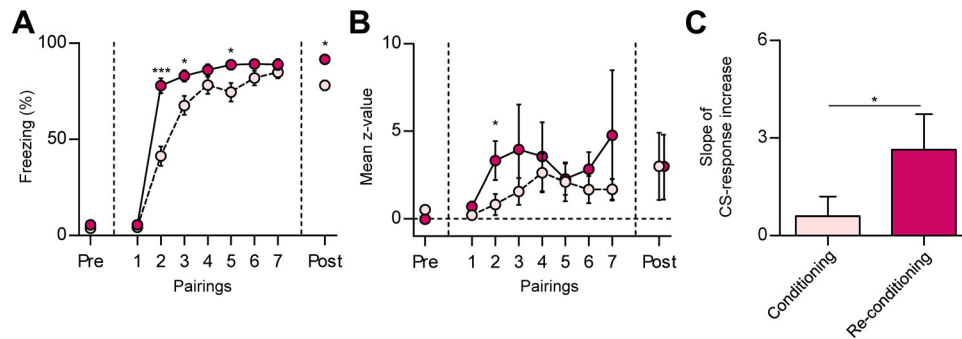 A
100
50
0
Freezing (%)
***
*
*
*
Pre
1 2 3 4 5 6 7
Post
Pairings
B
10
5
0
Mean z-value
*
Pre
1 2 3 4 5 6 7
Post
Pairings
C
6
3
0
Slope of
CS-response increase
*
Conditioning
Re-conditioning